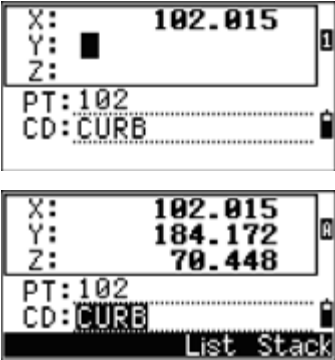 X: 102.015
Y:
Z:
1
PT:102
CD:CURB
X: 102.015
Y: 184.172
Z: 70.448
A
PT:102
CD:CURB
List Stack